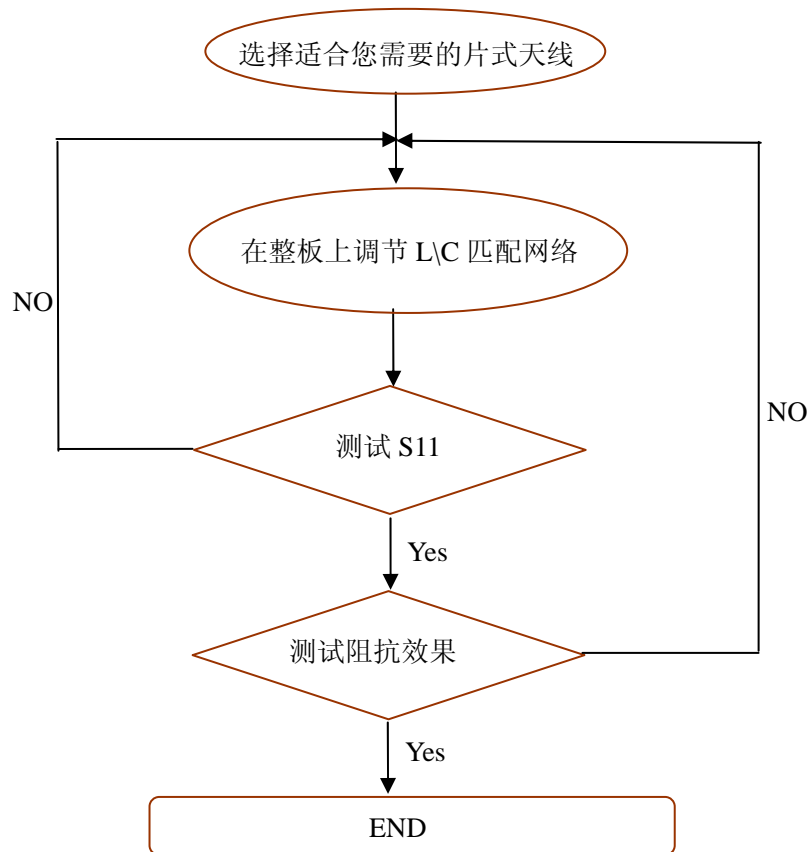 选择适合您需要的片式天线
在整板上调节 L\C 匹配网络
NO
NO
测试 S11
Yes
测试阻抗效果
Yes
END